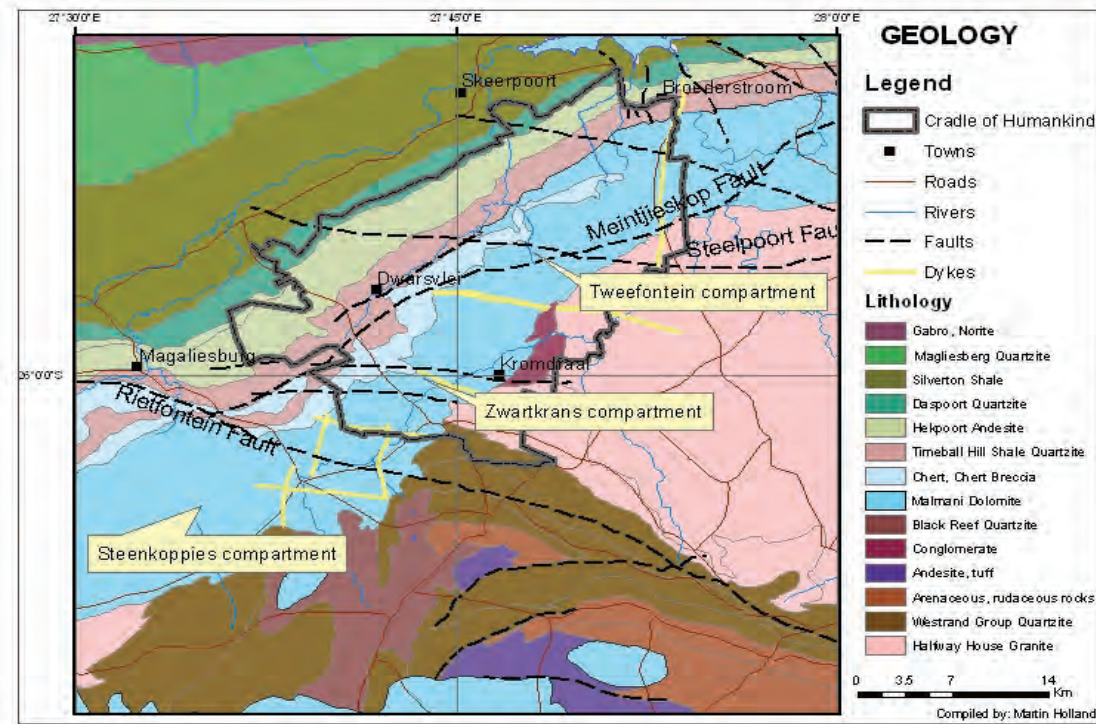 27°30'0"E
27°45'0"E
28°0'0"E
Skeerpoort
Broederstroom
Meintjieskop Fault
Steelpoort Fau
Dwarsvlei
Tweefontein compartment
Magaliesburg
26°0'0"S
Kromdraai
Zwartkrans compartment
Rietfontein Fault
Steenkoppies compartment
GEOLOGY
Legend
Cradle of Humankind
Towns
Roads
Rivers
Faults
Dykes
Lithology
Gabro, Norite
Magliesberg Quartzite
Silverton Shale
Daspoort Quartzite
Hekpoort Andesite
Timeball Hill Shale Quartzite
Chert, Chert Breccia
Malmani Dolomite
Black Reef Quartzite
Conglomerate
Andesite, tuff
Arenaceous, rudaceous rocks
Westrand Group Quartzite
Halfway House Granite
0 3.5 7 14
Km
Compiled by: Martin Holland